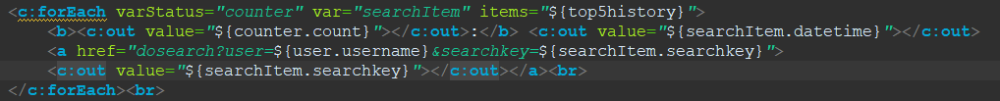 <c:forEach varStatus="counter" var="searchItem" items="${top5history}">
<b><c:out value="${counter.count}"></c:out>:</b> <c:out value="${searchItem.datetime}"></c:out>
<a href="dosearch?user=${user.username}&searchkey=${searchItem.searchkey}">
<c:out value="${searchItem.searchkey}"></c:out></a><br>
</c:forEach><br>